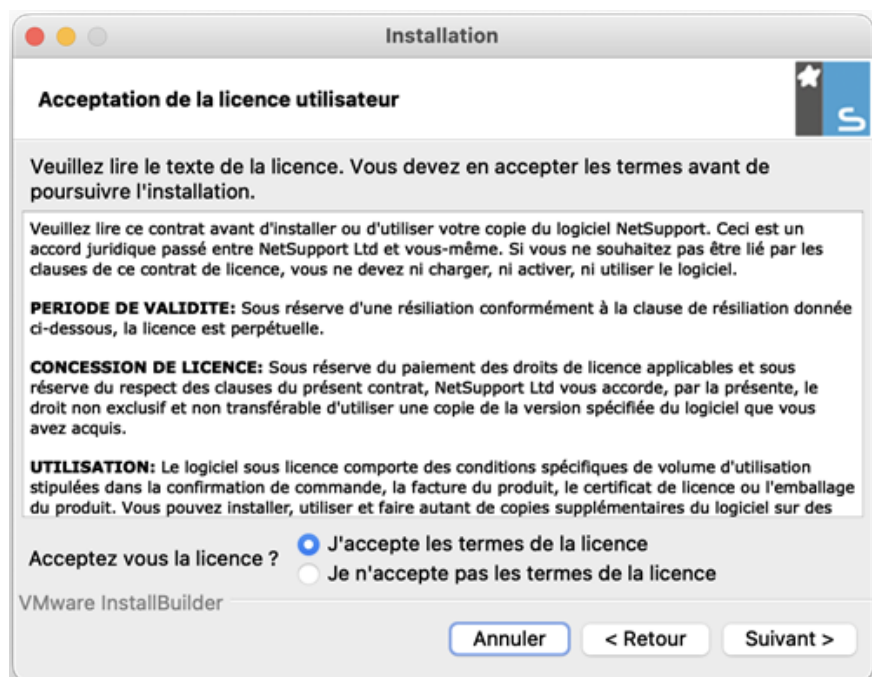 Installation
Acceptation de la licence utilisateur
S
Veuillez lire le texte de la licence. Vous devez en accepter les termes avant de
poursuivre l'installation.
Veuillez lire ce contrat avant d'installer ou d'utiliser votre copie du logiciel NetSupport. Ceci est un
accord juridique passé entre NetSupport Ltd et vous-même. Si vous ne souhaitez pas être lié par les
clauses de ce contrat de licence, vous ne devez ni charger, ni activer, ni utiliser le logiciel.
PERIODE DE VALIDITE: Sous réserve d'une résiliation conformément à la clause de résiliation donnée
ci-dessous, la licence est perpétuelle.
CONCESSION DE LICENCE: Sous réserve du paiement des droits de licence applicables et sous
réserve du respect des clauses du présent contrat, NetSupport Ltd vous accorde, par la présente, le
droit non exclusif et non transférable d'utiliser une copie de la version spécifiée du logiciel que vous
avez acquis.
UTILISATION: Le logiciel sous licence comporte des conditions spécifiques de volume d'utilisation
stipulées dans la confirmation de commande, la facture du produit, le certificat de licence ou l'emballage
du produit. Vous pouvez installer, utiliser et faire autant de copies supplémentaires du logiciel sur des
Acceptez vous la licence ?
J'accepte les termes de la licence
Je n'accepte pas les termes de la licence
VMware InstallBuilder
Annuler
< Retour
Suivant >